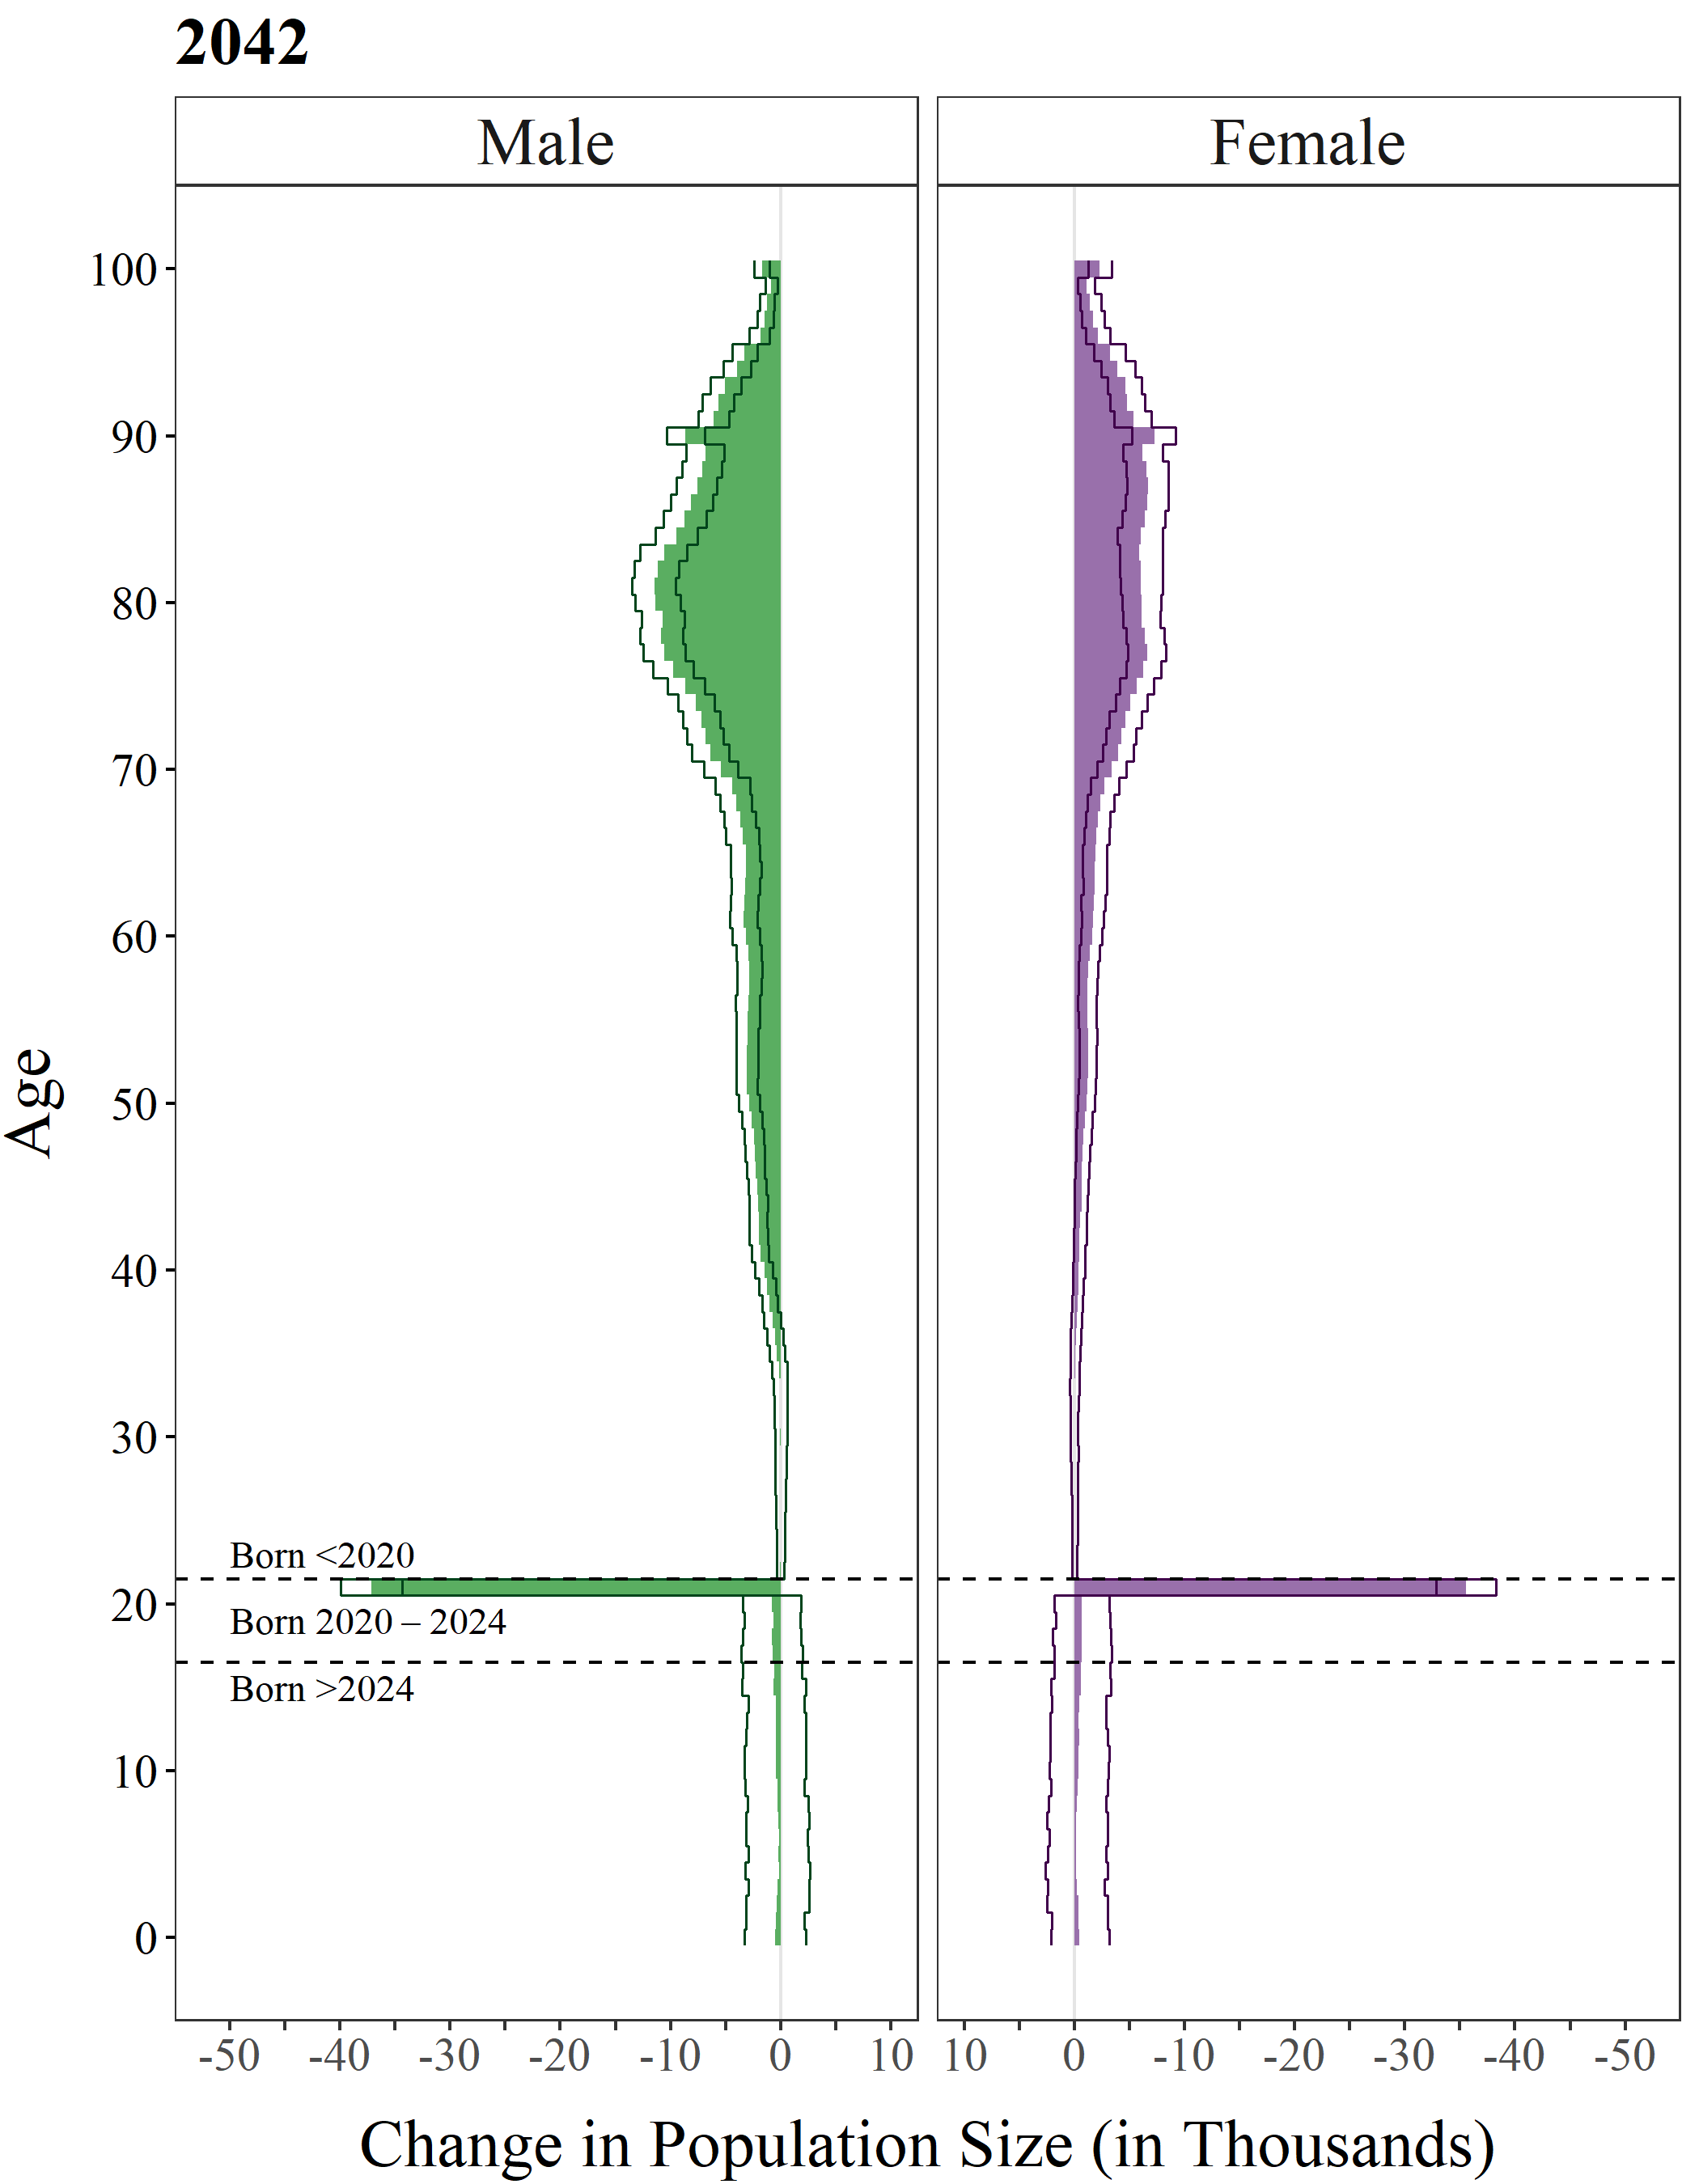 2042
Male Female
100
90
80
70
60
50
40
30
20
10
0
Age
Born <2020
Born 2020 – 2024
Born >2024
-50 -40 -30 -20 -10 0 10 10 0 -10 -20 -30 -40 -50
Change in Population Size (in Thousands)